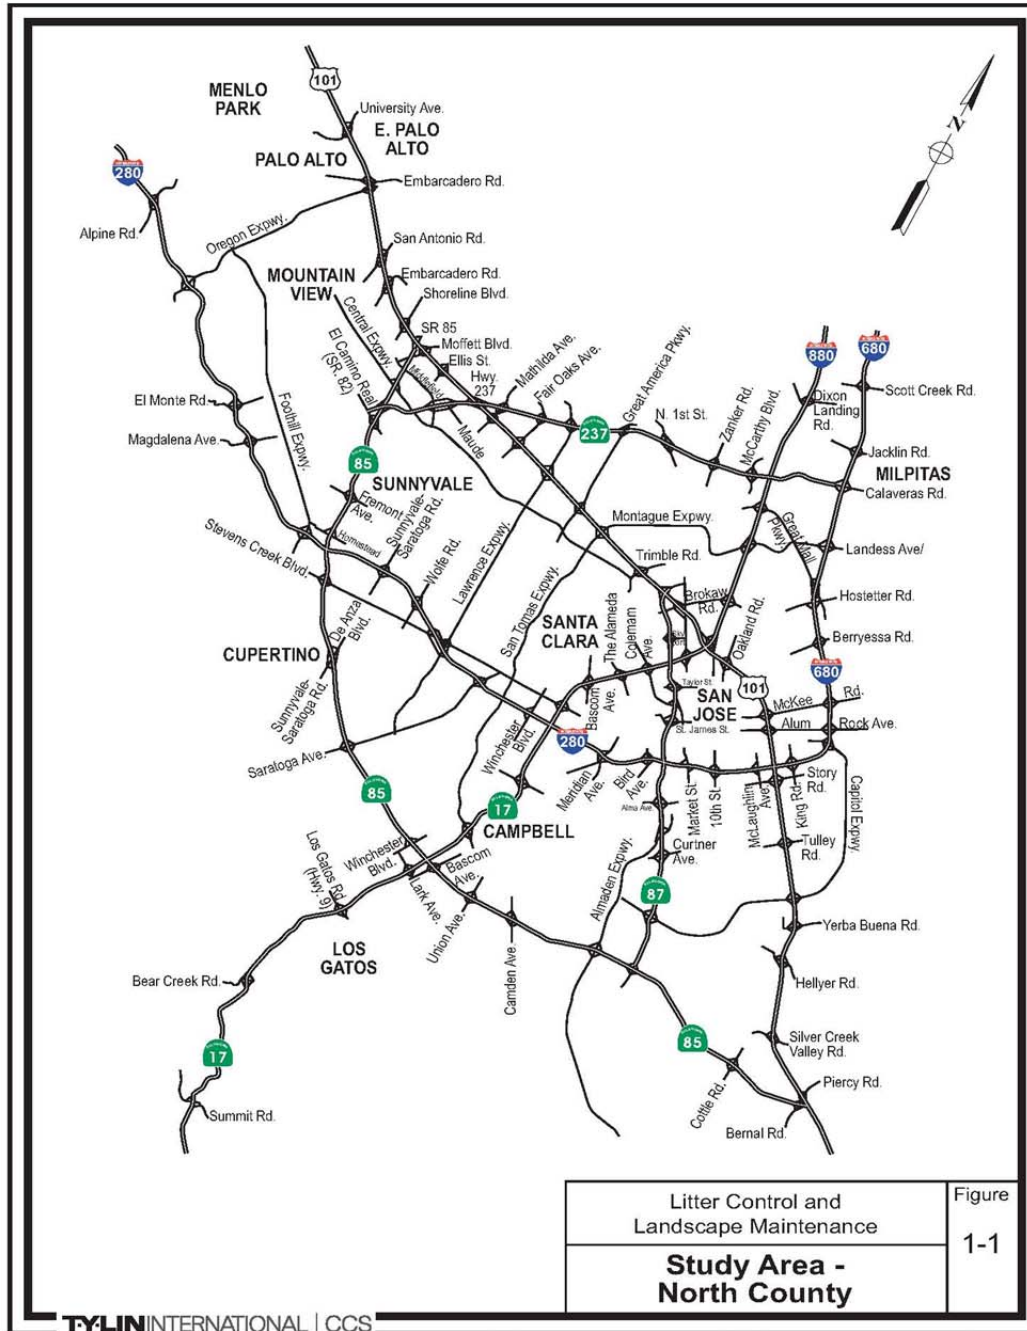 101
MENLO
PARK
University Ave.
E. PALO
ALTO
PALO ALTO
280
Embarcadero Rd.
N
Alpine Rd.
Oregon Expwy.
San Antonio Rd.
MOUNTAIN
VIEW
Embarcadero Rd.
Shoreline Blvd.
Central Expwy.
SR 85
Moffett Blvd.
El Camino Real
(SR. 82)
Ellis St.
Middlefield
Hwy.
237
Mathilda Ave.
Fair Oaks Ave.
Great America Pkwy.
880
680
Scott Creek Rd.
Dixon
Landing
Rd.
El Monte Rd.
Foothill Expwy.
Magdalena Ave.
Maude
237
N. 1st St.
Zanker Rd.
McCarthy Blvd.
Jacklin Rd.
MILPITAS
Calaveras Rd.
85
SUNNYVALE
Fremont
Ave.
Sunnyvale-
Saratoga Rd.
Homestead
Stevens Creek Blvd.
Wolfe Rd.
Lawrence Expwy.
Montague Expwy.
Great Mall
Pkwy.
Landess Ave/
Trimble Rd.
San Tomas Expwy.
Brokaw
Rd.
Hostetter Rd.
De Anza
Blvd.
SANTA
CLARA
The Alameda
Colemam
Ave.
Oakland Rd.
Berryessa Rd.
CUPERTINO
680
Sunnyvale-
Saratoga Rd.
Taylor St.
101
SAN
JOSE
McKee
Rd.
Bascom
Ave.
St. James St.
Alum
Rock Ave.
Winchester
Blvd.
280
Saratoga Ave.
Meridian
Ave.
Bird
Ave.
Market St.
10th St.
McLaughlin
Ave.
King Rd.
Story
Rd.
Capitol Expwy.
85
17
CAMPBELL
Alma Ave.
Los Gatos Rd.
(Hwy. 9)
Winchester
Blvd.
Bascom
Ave.
Lark Ave.
Curtner
Ave.
Tulley
Rd.
Almaden Expwy.
87
Union Ave.
Camden Ave.
Yerba Buena Rd.
LOS
GATOS
Bear Creek Rd.
Hellyer Rd.
17
85
Silver Creek
Valley Rd.
Cottle Rd.
Piercy Rd.
Summit Rd.
Bernal Rd.
Litter Control and
Landscape Maintenance
Figure
1-1
Study Area -
North County
T.Y.LIN INTERNATIONAL | CCS